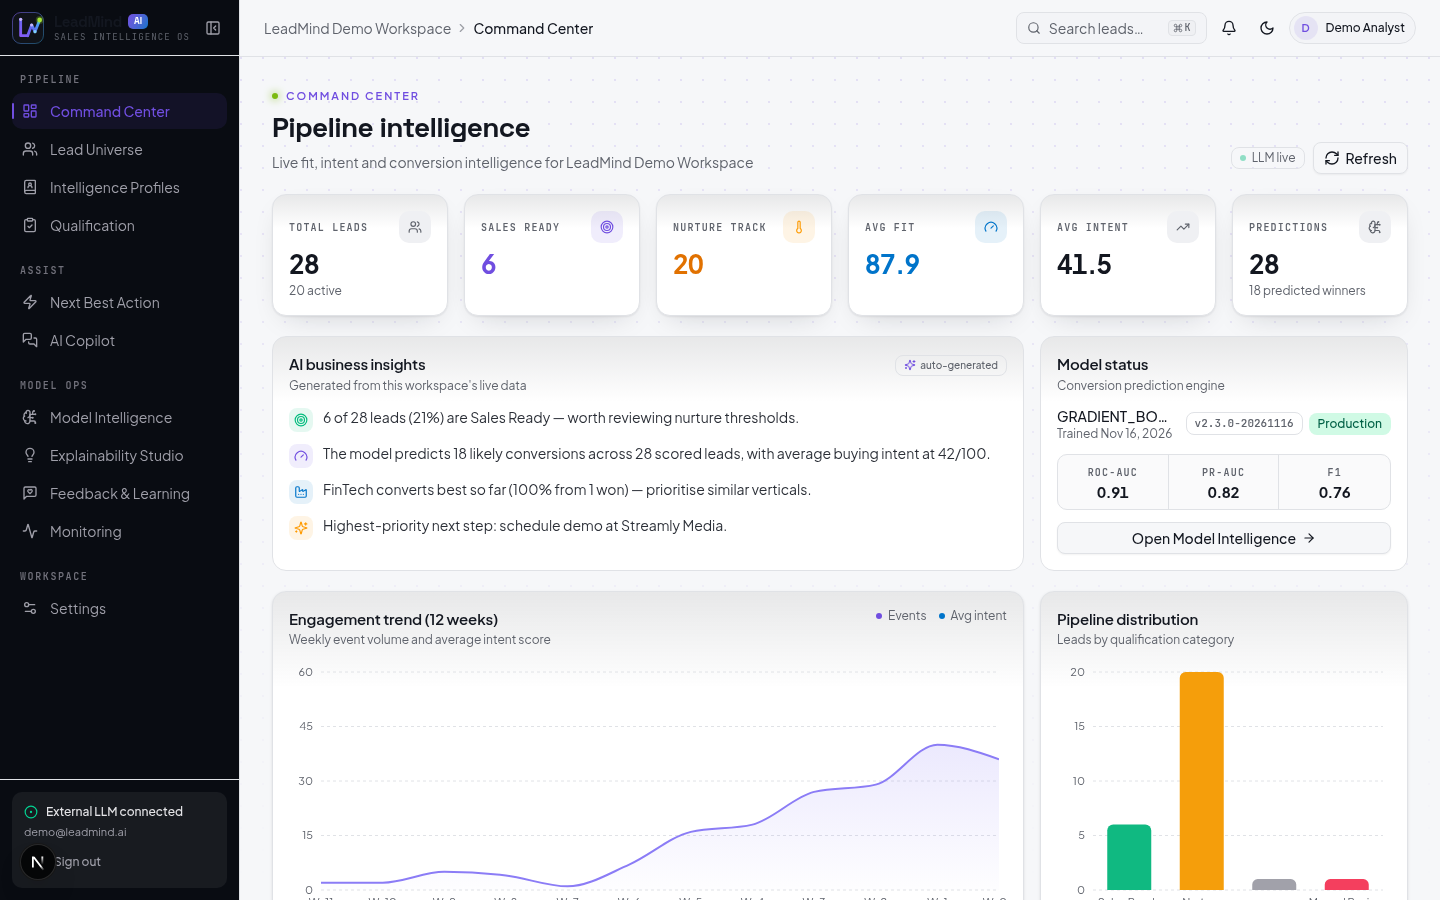 LeadMind AI
SALES INTELLIGENCE OS
LeadMind Demo Workspace > Command Center
Search leads... ⌘K
D Demo Analyst
PIPELINE
Command Center
Lead Universe
Intelligence Profiles
Qualification
ASSIST
Next Best Action
AI Copilot
MODEL OPS
Model Intelligence
Explainability Studio
Feedback & Learning
Monitoring
WORKSPACE
Settings
External LLM connected
demo@leadmind.ai
N Sign out
COMMAND CENTER
Pipeline intelligence
Live fit, intent and conversion intelligence for LeadMind Demo Workspace
LLM live
Refresh
TOTAL LEADS
28
20 active
SALES READY
6
NURTURE TRACK
20
AVG FIT
87.9
AVG INTENT
41.5
PREDICTIONS
28
18 predicted winners
AI business insights
auto-generated
Generated from this workspace's live data
6 of 28 leads (21%) are Sales Ready — worth reviewing nurture thresholds.
The model predicts 18 likely conversions across 28 scored leads, with average buying intent at 42/100.
FinTech converts best so far (100% from 1 won) — prioritise similar verticals.
Highest-priority next step: schedule demo at Streamly Media.
Model status
Conversion prediction engine
GRADIENT_BO...
Trained Nov 16, 2026
v2.3.0-20261116
Production
ROC-AUC
0.91
PR-AUC
0.82
F1
0.76
Open Model Intelligence →
Engagement trend (12 weeks)
Weekly event volume and average intent score
Events
Avg intent
60
45
30
15
0
Pipeline distribution
Leads by qualification category
20
15
10
5
0